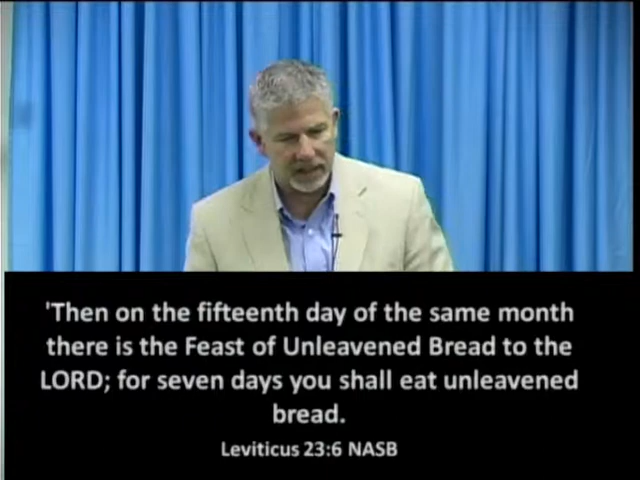 'Then on the fifteenth day of the same month
there is the Feast of Unleavened Bread to the
LORD; for seven days you shall eat unleavened
bread.
Leviticus 23:6 NASB